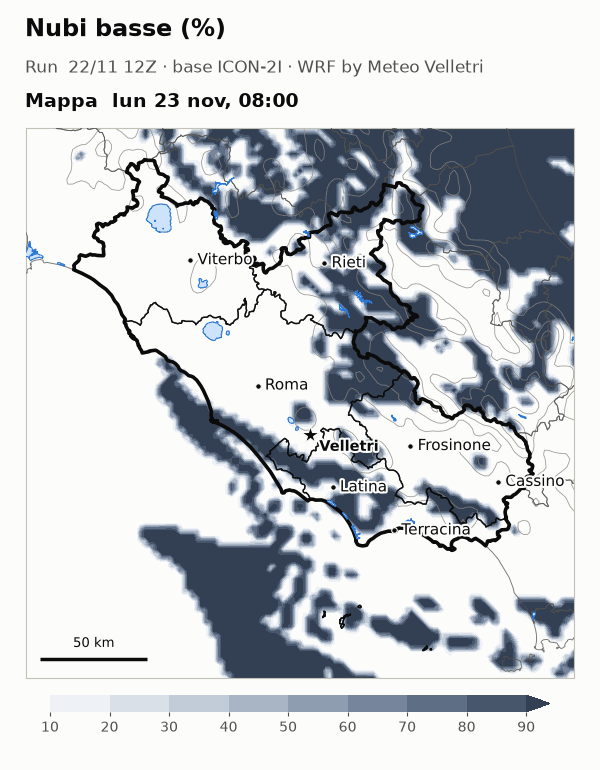 Nubi basse (%)
Run  22/11 12Z · base ICON-2I · WRF by Meteo Velletri
Mappa  lun 23 nov, 08:00
Viterbo
Rieti
Roma
Velletri
Frosinone
Latina
Cassino
Terracina
50 km
10 20 30 40 50 60 70 80 90